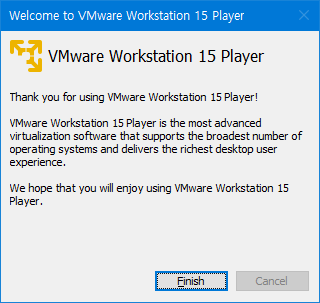 Welcome to VMware Workstation 15 Player
VMware Workstation 15 Player
Thank you for using VMware Workstation 15 Player!
VMware Workstation 15 Player is the most advanced
virtualization software that supports the broadest number of
operating systems and delivers the richest desktop user
experience.
We hope that you will enjoy using VMware Workstation 15
Player.
Finish
Cancel